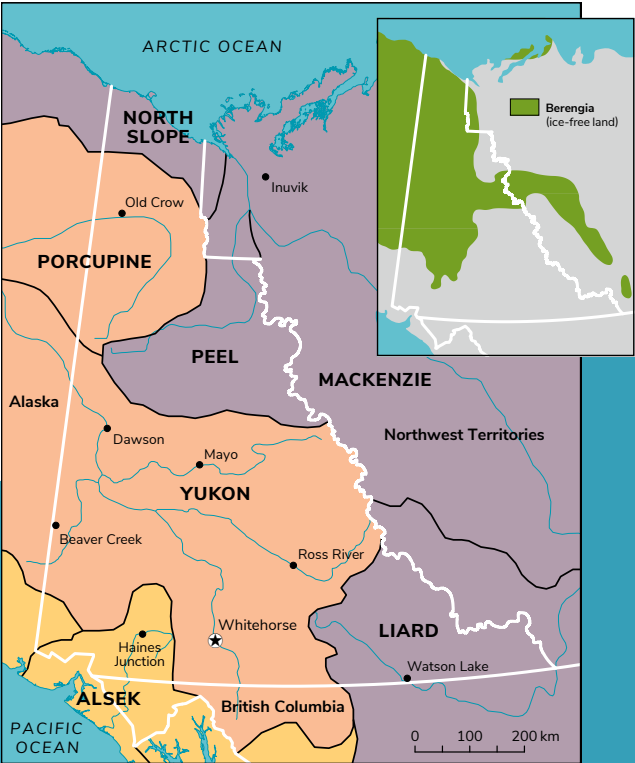 ARCTIC OCEAN
Berengia
(ice-free land)
NORTH
SLOPE
Inuvik
Old Crow
PORCUPINE
PEEL
MACKENZIE
Alaska
Northwest Territories
Dawson
Mayo
YUKON
Beaver Creek
Ross River
Whitehorse
LIARD
Haines
Junction
Watson Lake
ALSEK
British Columbia
PACIFIC
OCEAN
0 100 200 km